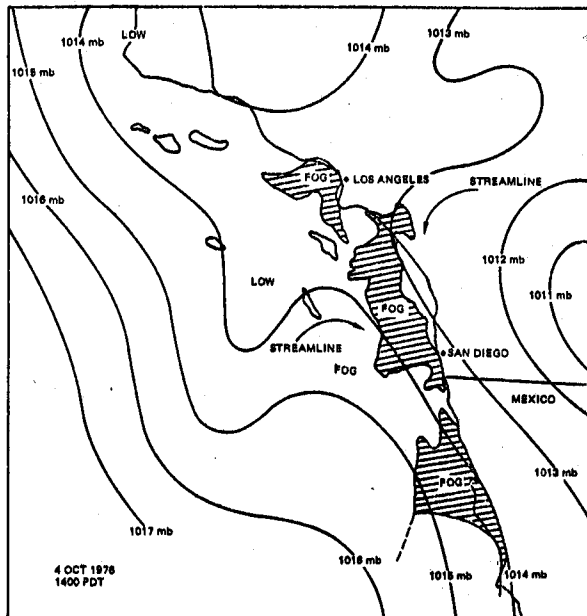 1014 mb
LOW
1014 mb
1013 mb
1015 mb
1016 mb
FOG
LOS ANGELES
STREAMLINE
1012 mb
1011 mb
LOW
FOG
STREAMLINE
FOG
SAN DIEGO
MEXICO
1013 mb
FOG
1017 mb
1016 mb
1015 mb
1014 mb
4 OCT 1976
1400 PDT